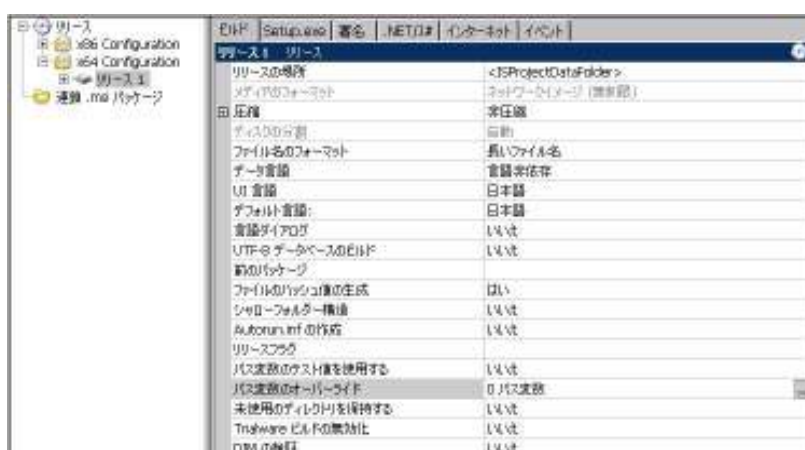 リリース
x86 Configuration
x64 Configuration
リリース 1
連鎖 .msi パッケージ
ビルド Setup.exe 署名 .NET/J# インターネット イベント
リリース 1 リリース
リリースの場所 <ISProjectDataFolder>
メディアのフォーマット ネットワークイメージ (無制限)
圧縮 非圧縮
ディスクの分割 自動
ファイル名のフォーマット 長いファイル名
データ言語 言語非依存
UI 言語 日本語
デフォルト言語: 日本語
言語ダイアログ いいえ
UTF-8 データベースのビルド いいえ
前のパッケージ
ファイルのハッシュ値の生成 はい
シャローフォルダー構造 いいえ
Autorun.inf の作成 いいえ
リリースフラグ
パス変数のテスト値を使用する いいえ
パス変数のオーバーライド 0 パス変数
未使用のディレクトリを保持する いいえ
Trialware ビルドの無効化 いいえ
いいえ